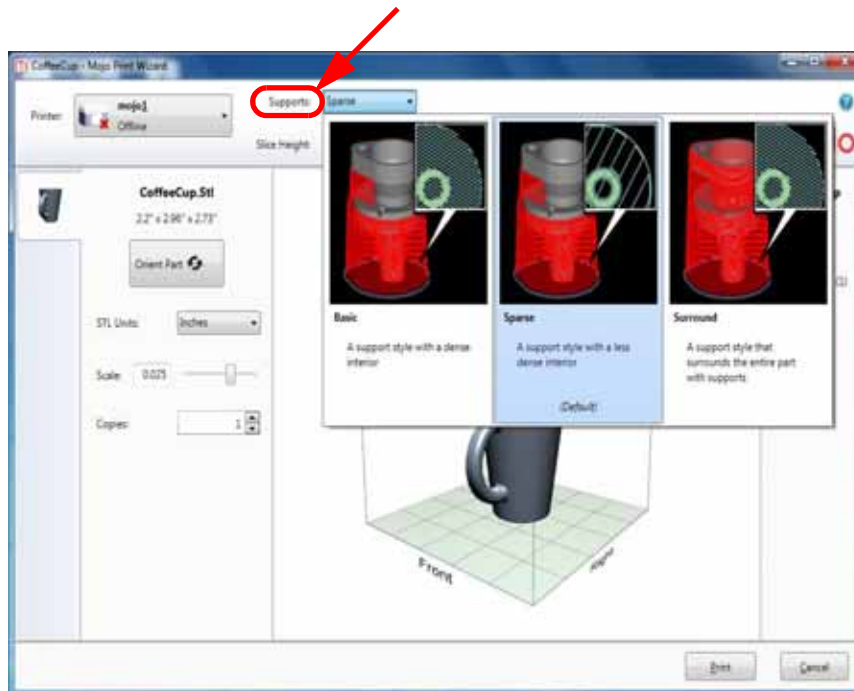 CoffeeCup - Mojo Print Wizard
Printer:
mojo1
Offline
Supports:
Sparse
Slice Height:
CoffeeCup.Stl
2.2" x 2.96" x 2.73"
Orient Part
STL Units:
Inches
Scale:
0.025
Copies:
1
Basic
A support style with a dense
interior
Sparse
A support style with a less
dense interior
(Default)
Surround
A support style that
surrounds the entire part
with supports
p
(1)
Front
Right
Print
Cancel